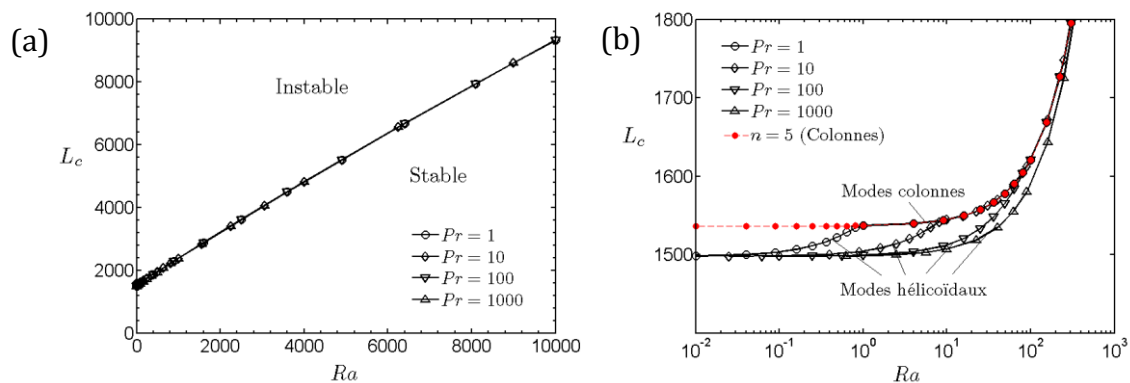 (a)
10000
8000
6000
4000
2000
0
L_c
Instable
Stable
Pr = 1
Pr = 10
Pr = 100
Pr = 1000
0 2000 4000 6000 8000 10000
Ra
(b)
1800
1700
1600
1500
L_c
Pr = 1
Pr = 10
Pr = 100
Pr = 1000
n = 5 (Colonnes)
Modes colonnes
Modes hélicoïdaux
10^-2 10^-1 10^0 10^1 10^2 10^3
Ra